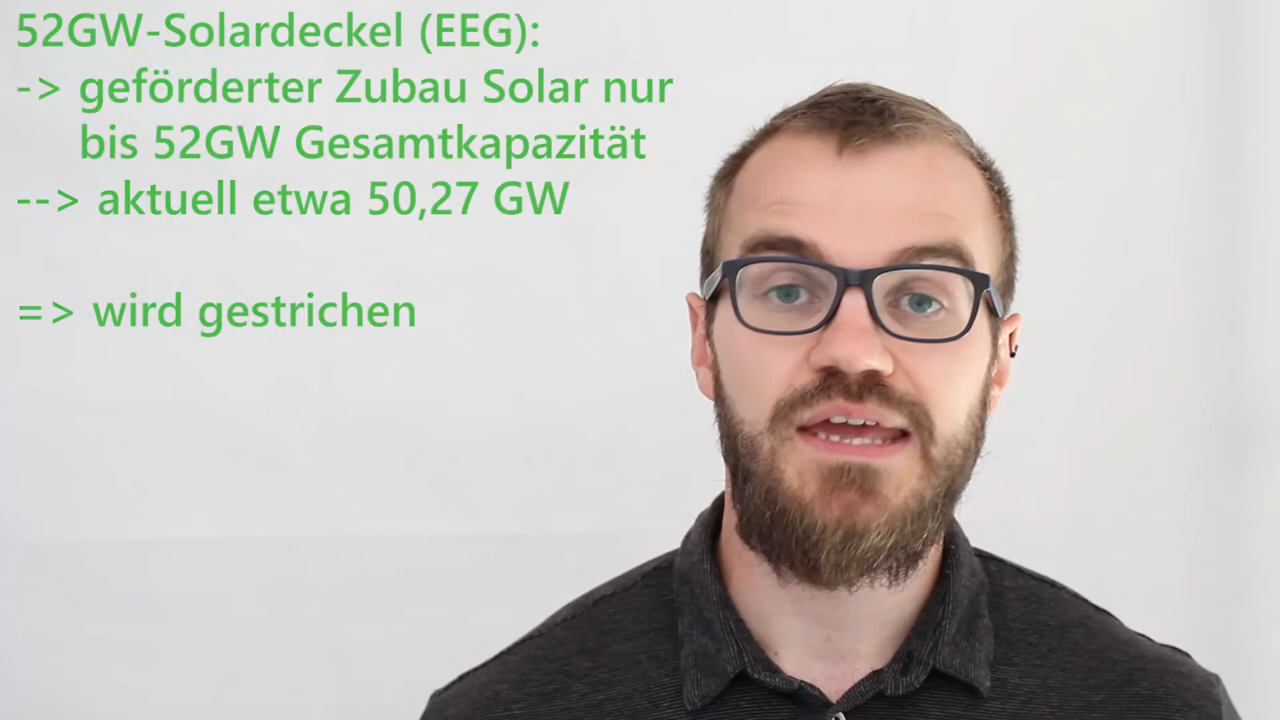 52GW-Solardeckel (EEG):
-> geförderter Zubau Solar nur
bis 52GW Gesamtkapazität
--> aktuell etwa 50,27 GW
=> wird gestrichen